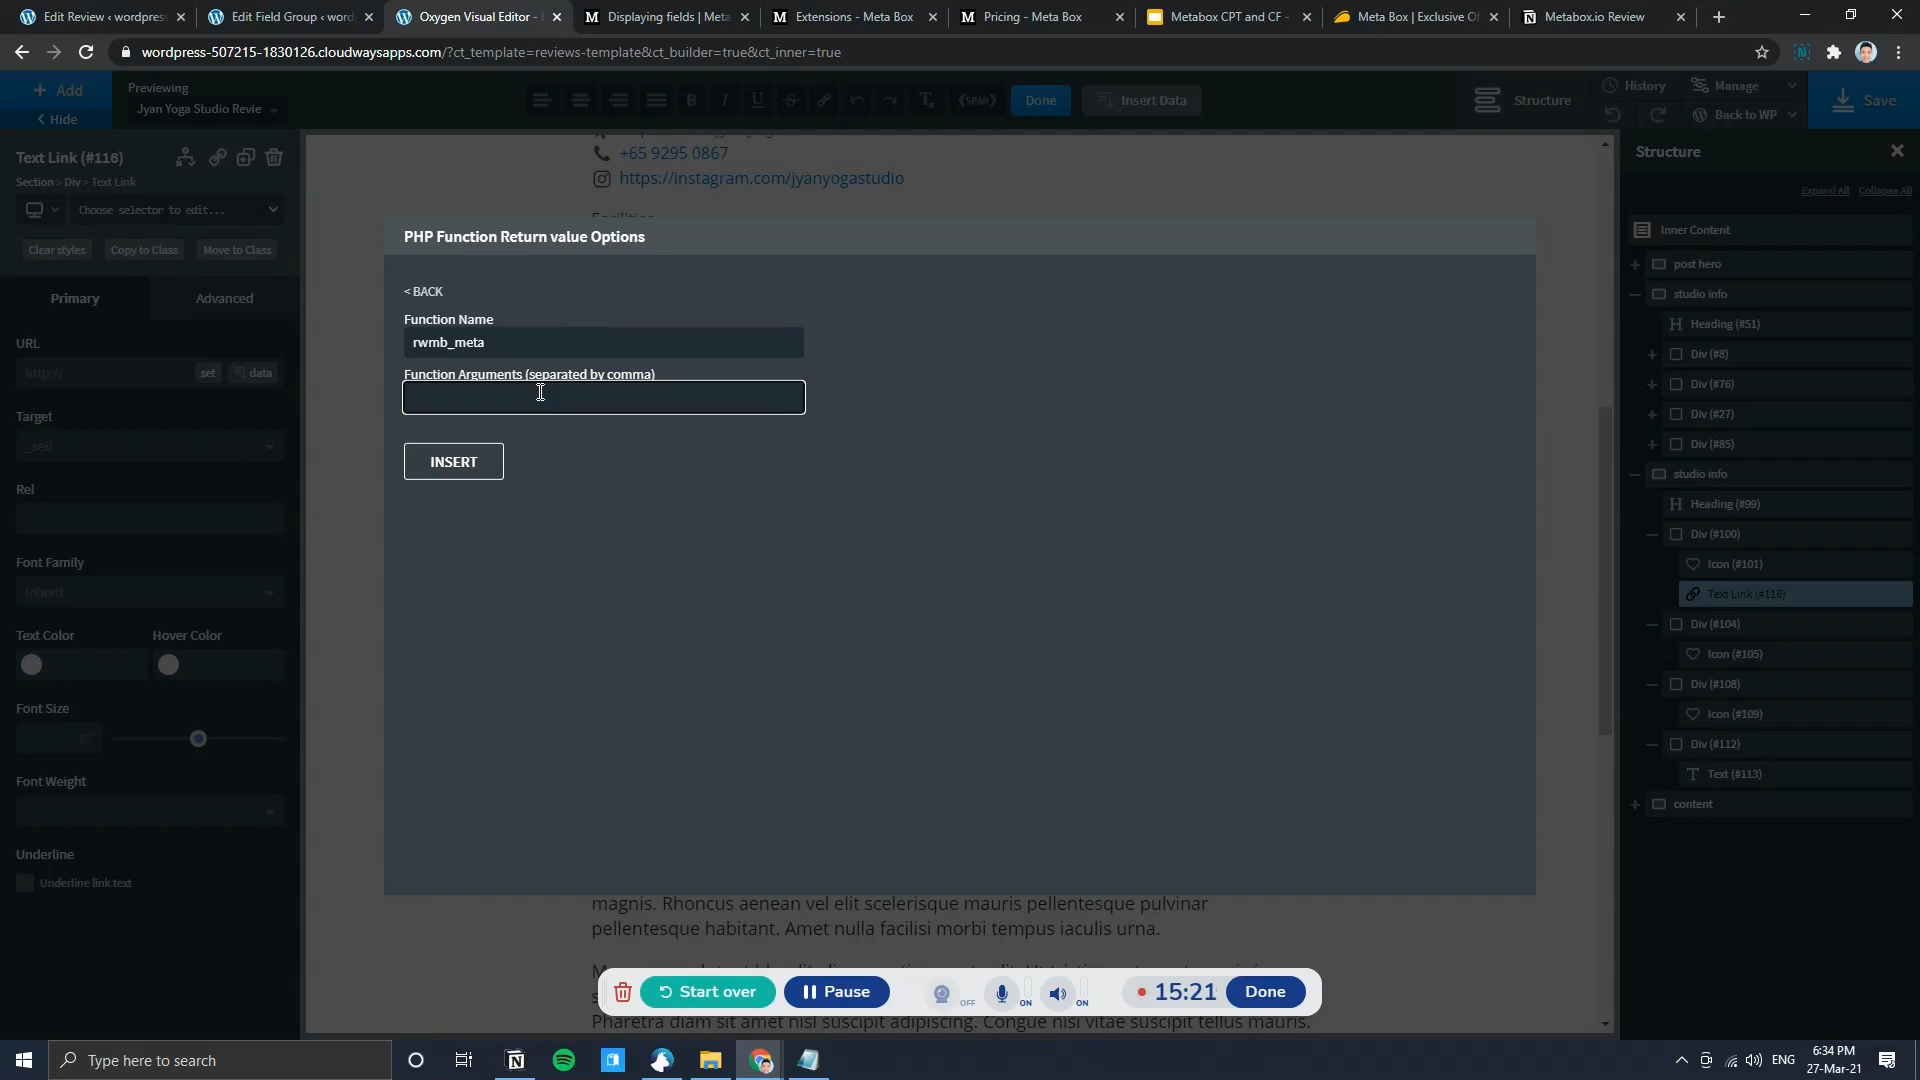 Edit Review ‹ wordpress
Edit Field Group ‹ word
Oxygen Visual Editor -
Displaying fields | Meta
Extensions - Meta Box
Pricing - Meta Box
Metabox CPT and CF -
Meta Box | Exclusive Of
Metabox.io Review
wordpress-507215-1830126.cloudwaysapps.com/?ct_template=reviews-template&ct_builder=true&ct_inner=true
Add
< Hide
Previewing
Jyan Yoga Studio Revie
B
I
U
S
(SPAN)
Done
Insert Data
Structure
History
Manage
Back to WP
Save
Text Link (#116)
Section > Div > Text Link
Choose selector to edit...
Clear styles
Copy to Class
Move to Class
Primary
Advanced
URL
http://
set
data
Target
_self
Rel
Font Family
Inherit
Text Color
Hover Color
Font Size
px
Font Weight
Underline
Underline link text
+65 9295 0867
https://instagram.com/jyanyogastudio
Facilities
PHP Function Return value Options
< BACK
Function Name
rwmb_meta
Function Arguments (separated by comma)
INSERT
magnis. Rhoncus aenean vel elit scelerisque mauris pellentesque pulvinar
pellentesque habitant. Amet nulla facilisi morbi tempus iaculis urna.
Pharetra diam sit amet nisl suscipit adipiscing. Congue nisl vitae suscipit tellus mauris.
Start over
Pause
OFF
ON
ON
15:21
Done
Structure
Expand All
Collapse All
Inner Content
post hero
studio info
Heading (#51)
Div (#8)
Div (#76)
Div (#27)
Div (#85)
studio info
Heading (#99)
Div (#100)
Icon (#101)
Text Link (#116)
Div (#104)
Icon (#105)
Div (#108)
Icon (#109)
Div (#112)
Text (#113)
content
Type here to search
ENG
6:34 PM
27-Mar-21